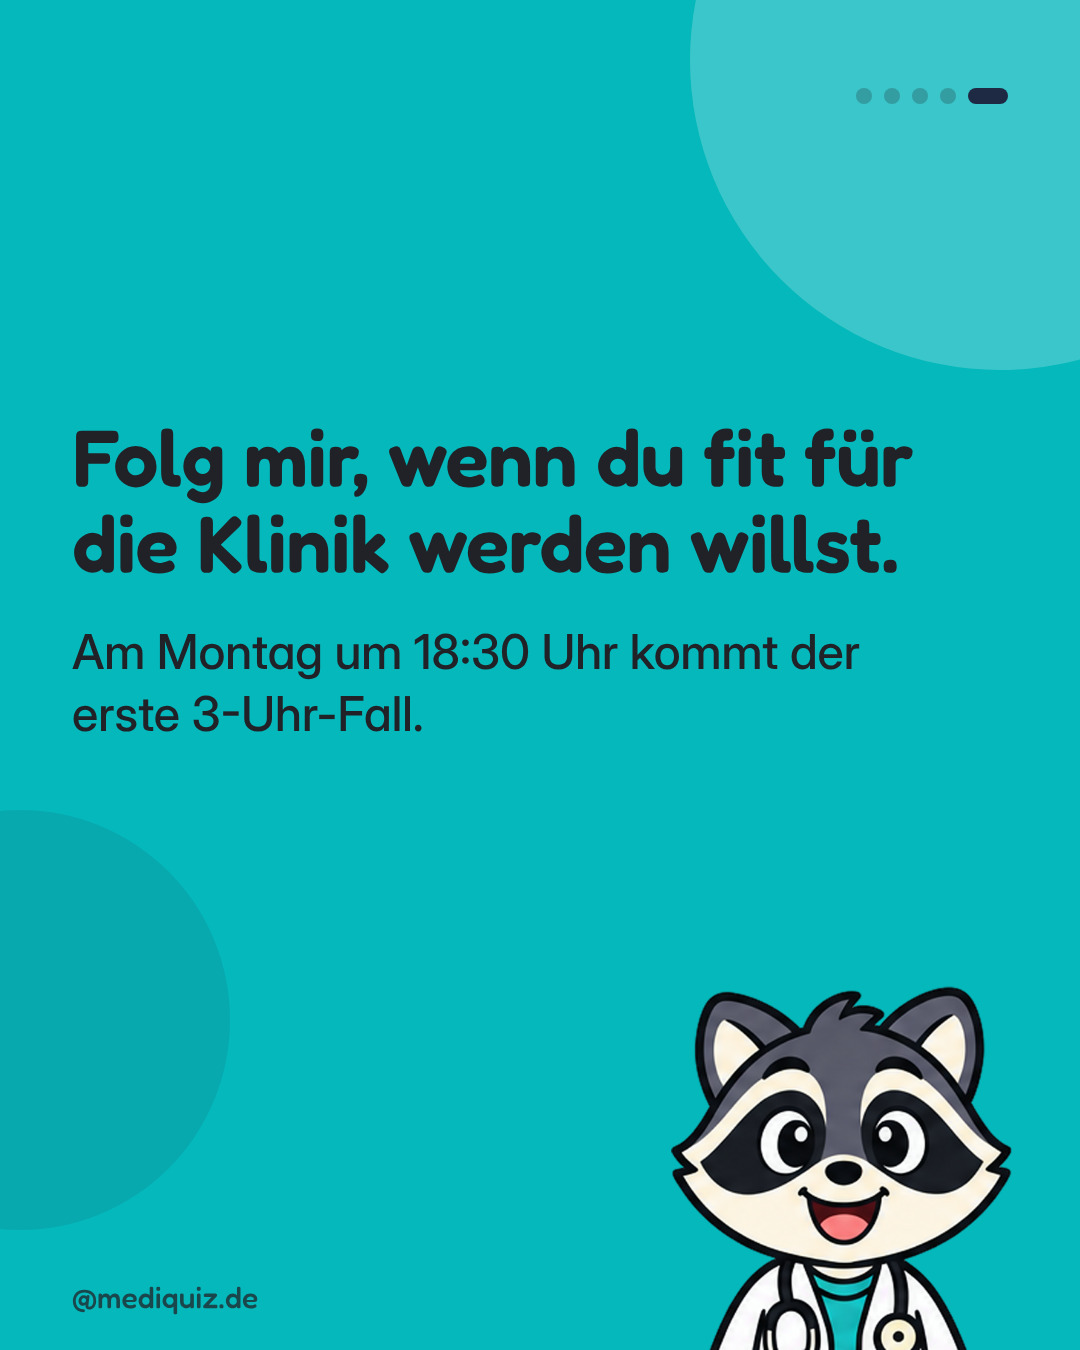 Folg mir, wenn du fit für
die Klinik werden willst.
Am Montag um 18:30 Uhr kommt der
erste 3-Uhr-Fall.
@mediquiz.de